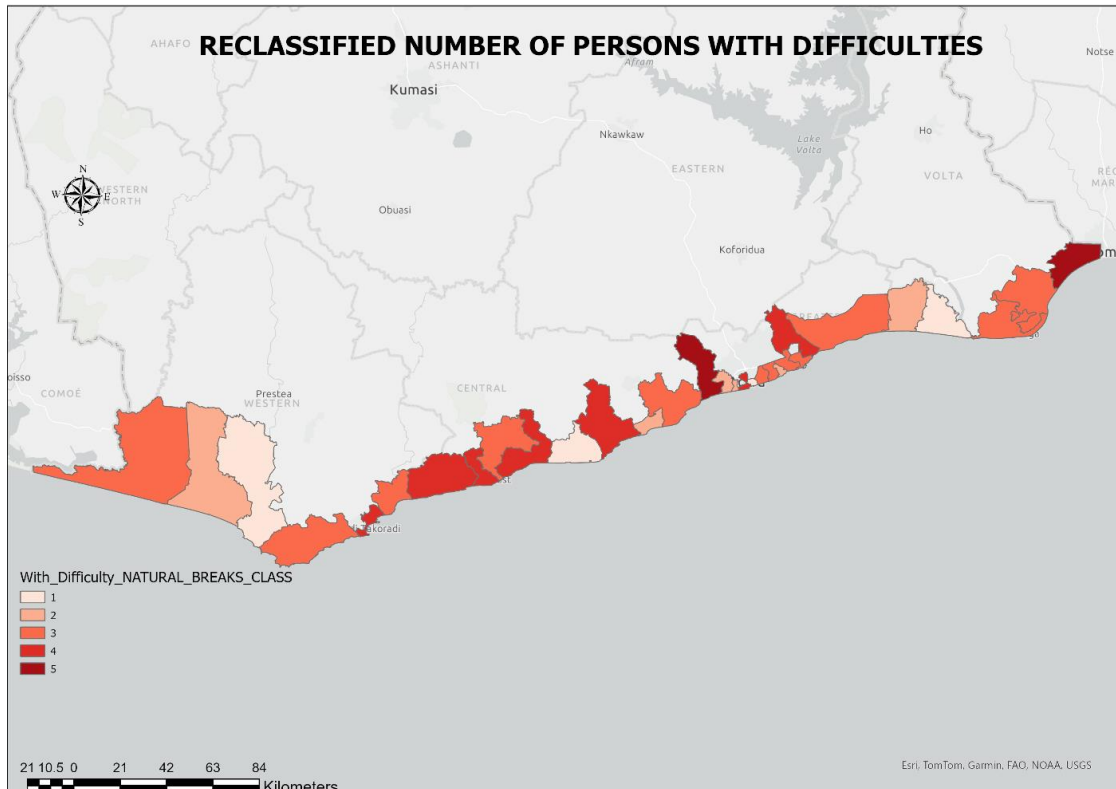 RECLASSIFIED NUMBER OF PERSONS WITH DIFFICULTIES
AHAFO
ASHANTI
Kumasi
Afram
Notse
Nkawkaw
Lake
Volta
Ho
EASTERN
VOLTA
N
W
E
S
WESTERN
NORTH
Obuasi
Koforidua
oisso
COMOÉ
Prestea
WESTERN
CENTRAL
Takoradi
st
With_Difficulty_NATURAL_BREAKS_CLASS
1
2
3
4
5
21 10.5 0 21 42 63 84
Kilometers
Esri, TomTom, Garmin, FAO, NOAA, USGS